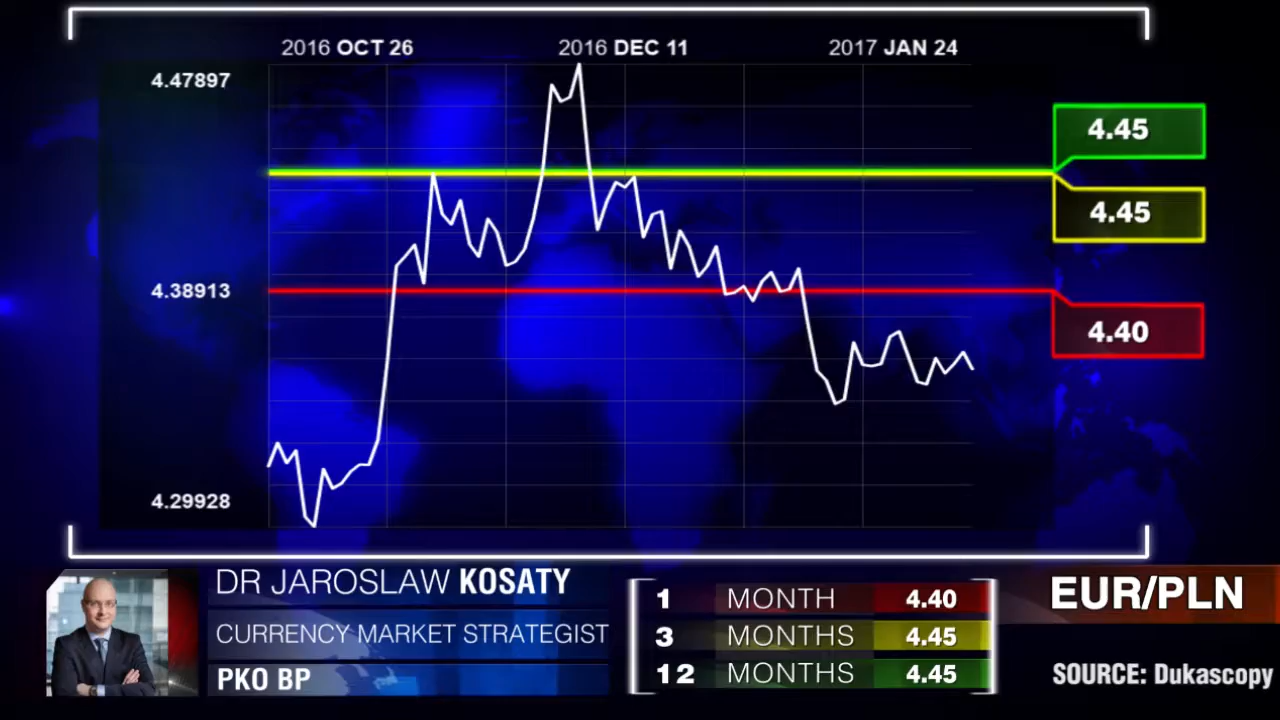 2016 OCT 26
2016 DEC 11
2017 JAN 24
4.47897
4.38913
4.29928
4.45
4.45
4.40
DR JAROSLAW KOSATY
CURRENCY MARKET STRATEGIST
PKO BP
1 MONTH 4.40
3 MONTHS 4.45
12 MONTHS 4.45
EUR/PLN
SOURCE: Dukascopy